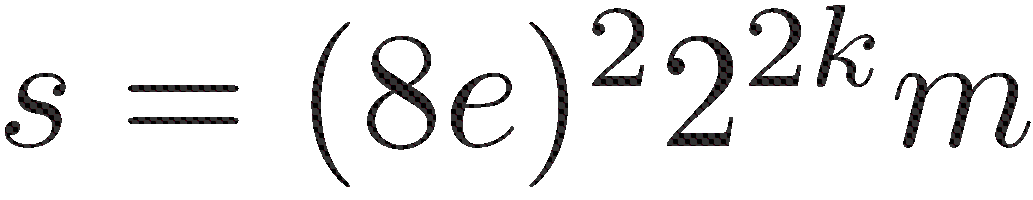 s = (8e)^2 2^{2k} m